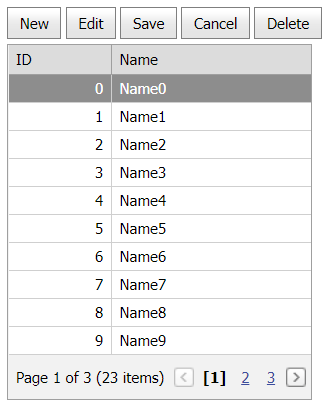 New Edit Save Cancel Delete
ID Name
0 Name0
1 Name1
2 Name2
3 Name3
4 Name4
5 Name5
6 Name6
7 Name7
8 Name8
9 Name9
Page 1 of 3 (23 items) < [1] 2 3 >